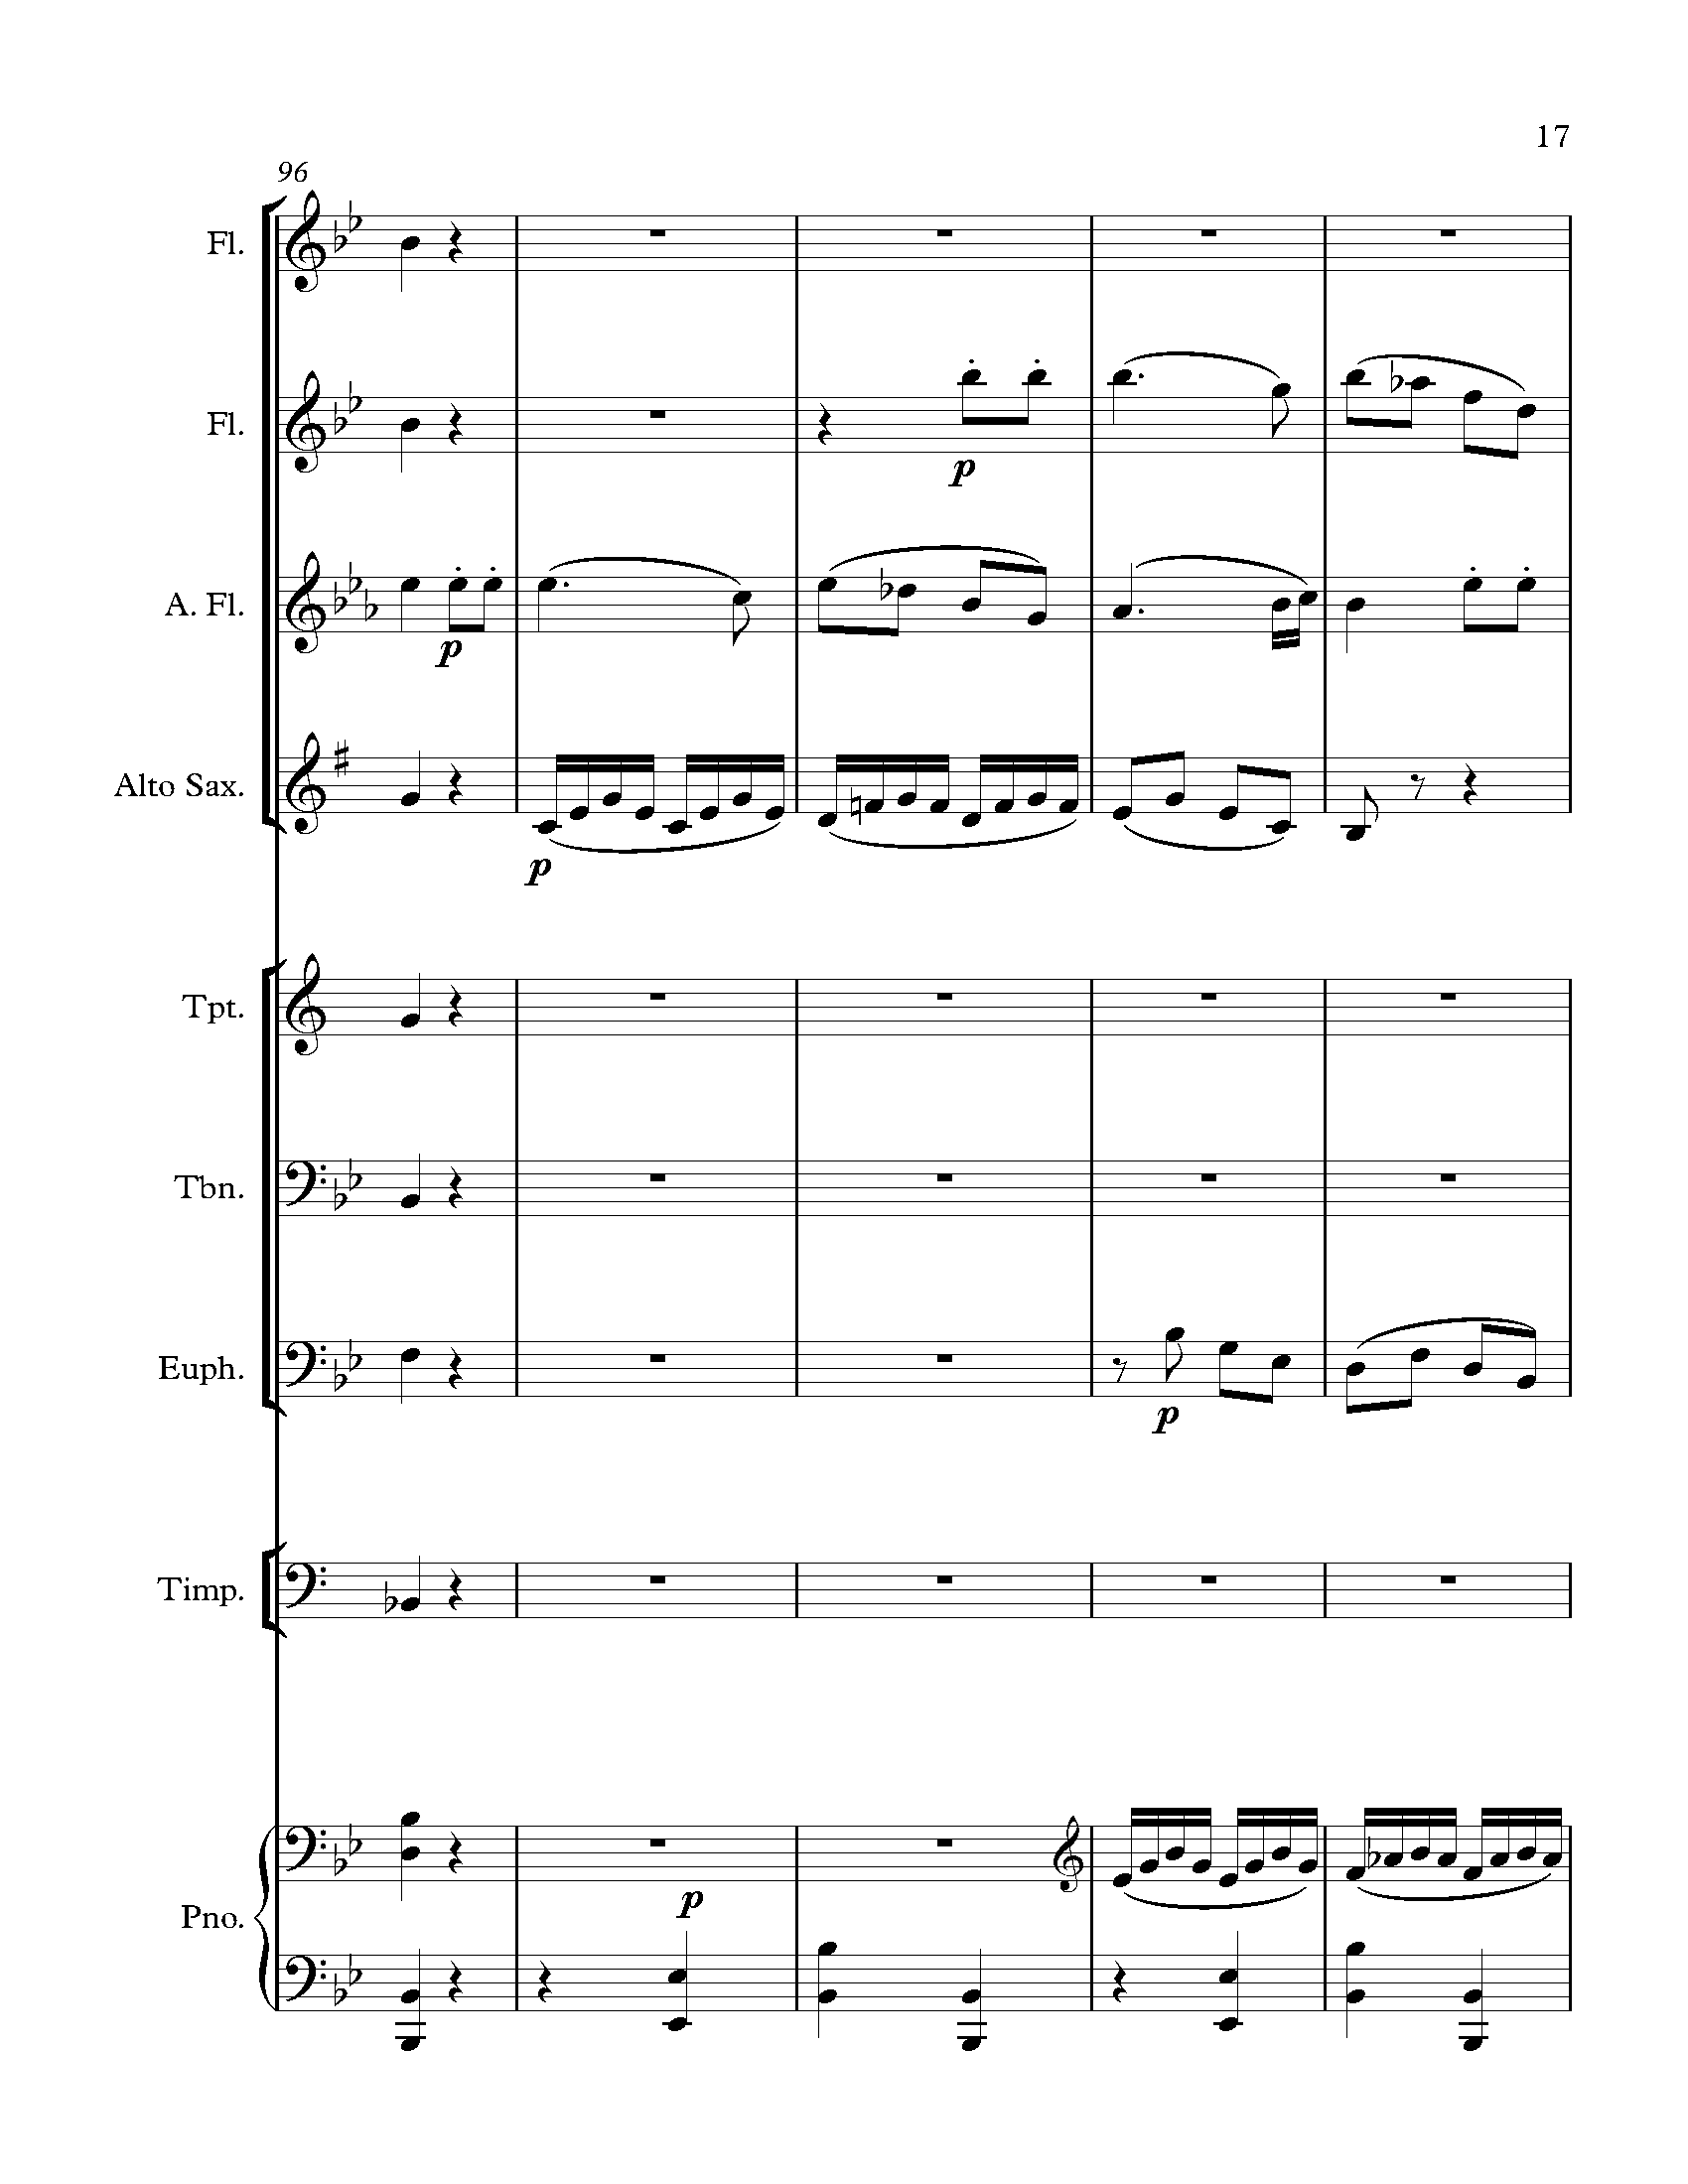 17
96
Fl.
Fl.
p
A. Fl.
p
Alto Sax.
p
Tpt.
Tbn.
Euph.
p
Timp.
p
Pno.